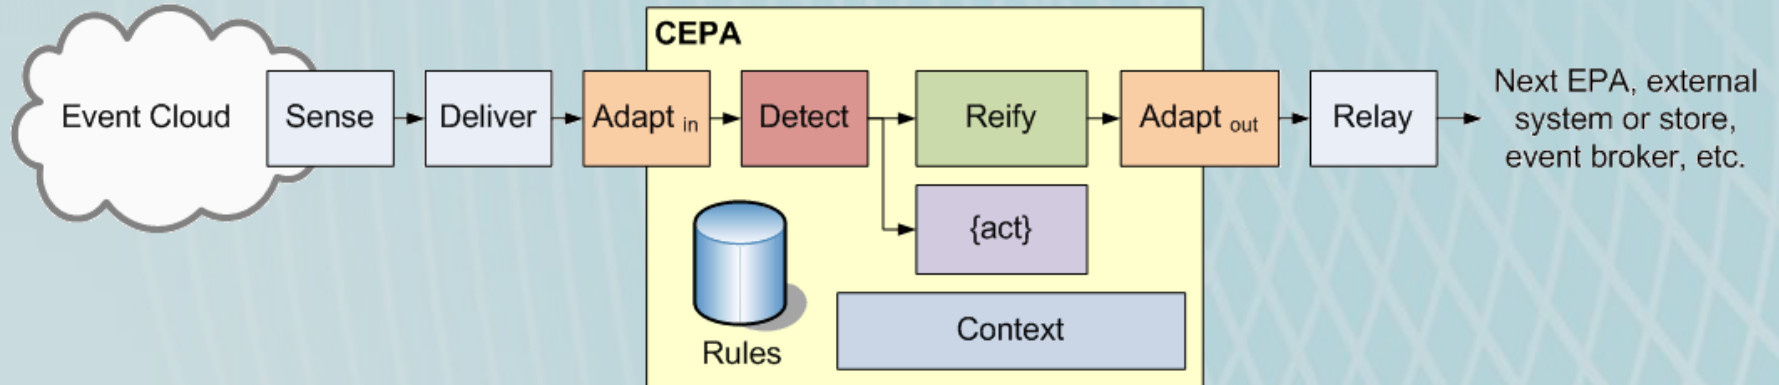 CEPA
Event Cloud
Sense
Deliver
Adapt in
Detect
Reify
Adapt out
Relay
Next EPA, external
system or store,
event broker, etc.
{act}
Rules
Context